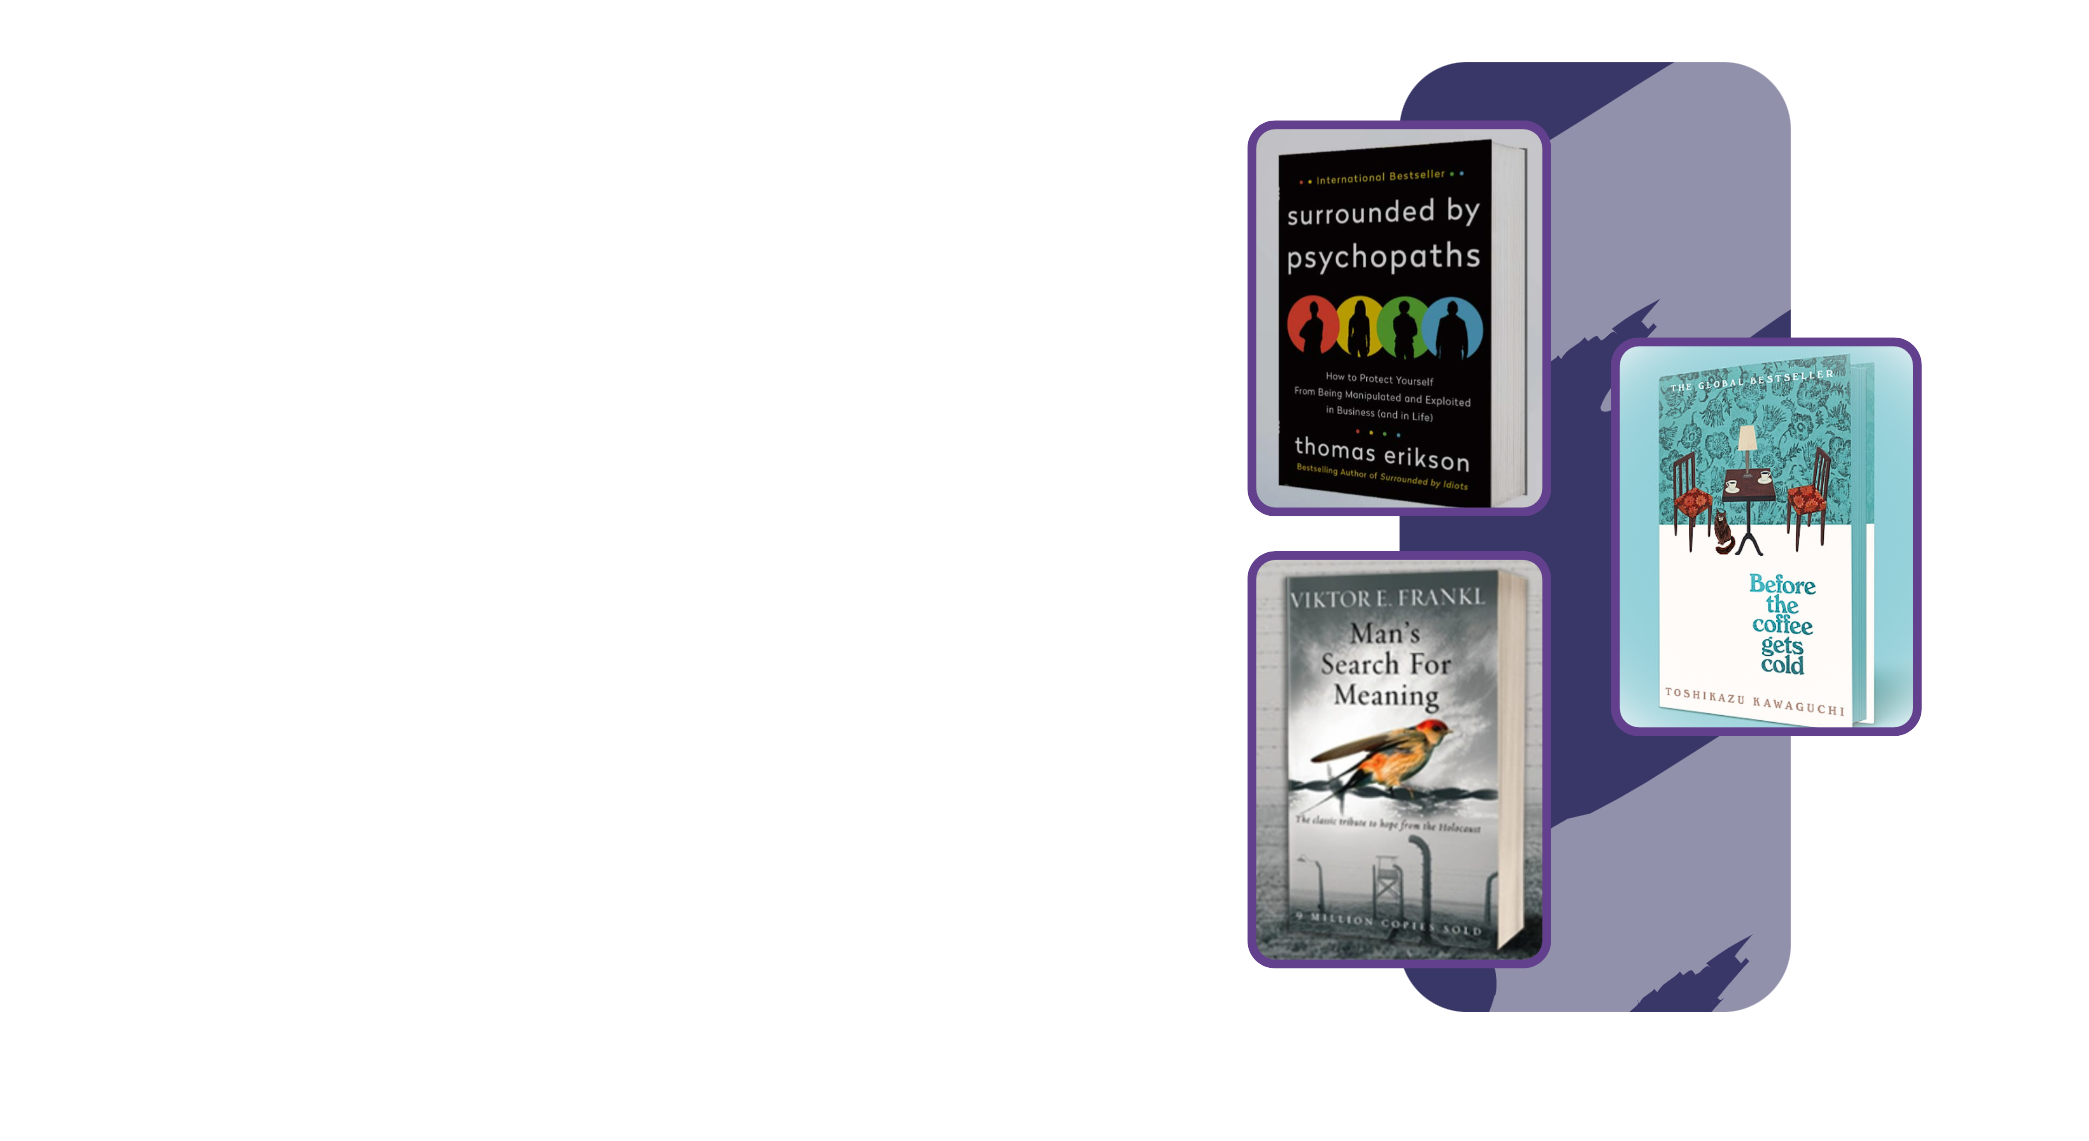 International Bestseller
surrounded by
psychopaths
How to Protect Yourself
From Being Manipulated and Exploited
in Business (and in Life)
thomas erikson
Bestselling Author of Surrounded by Idiots
THE GLOBAL BESTSELLER
Before
the
coffee
gets
cold
TOSHIKAZU KAWAGUCHI
VIKTOR E. FRANKL
Man's
Search For
Meaning
The classic tribute to hope from the Holocaust
9 MILLION COPIES SOLD